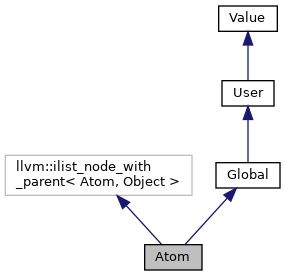 Value
User
llvm::ilist_node_with
_parent< Atom, Object >
Global
Atom